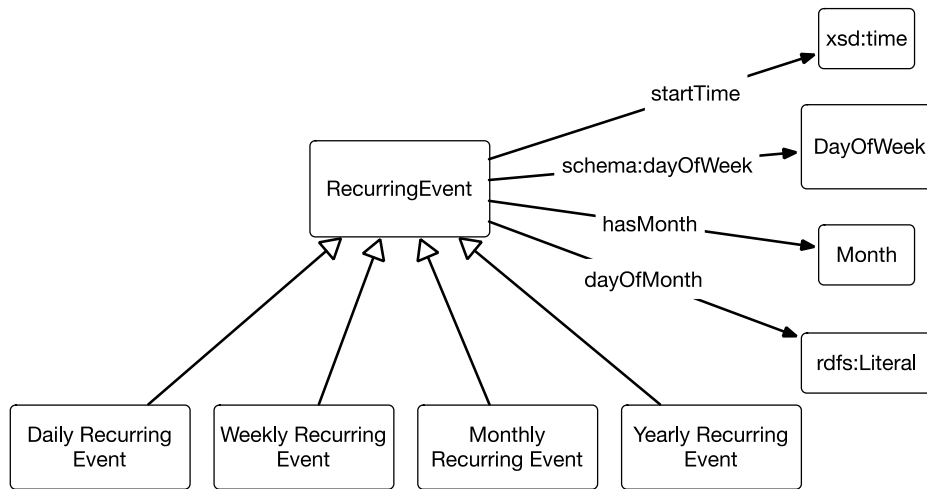 xsd:time
startTime
DayOfWeek
schema:dayOfWeek
RecurringEvent
hasMonth
Month
dayOfMonth
rdfs:Literal
Daily Recurring
Event
Weekly Recurring
Event
Monthly
Recurring Event
Yearly Recurring
Event